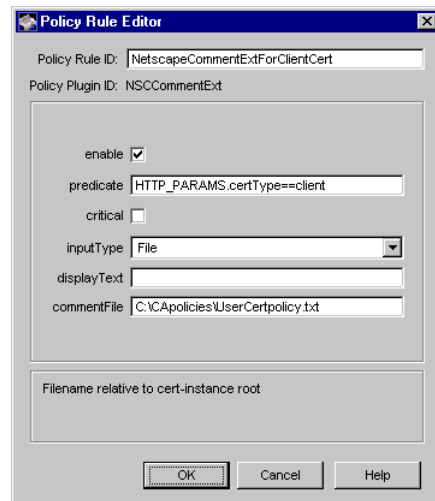 Policy Rule Editor
Policy Rule ID: NetscapeCommentExtForClientCert
Policy Plugin ID: NSCCommentExt
enable
predicate HTTP_PARAMS.certType==client
critical
inputType File
displayText
commentFile C:\CApolicies\UserCertpolicy.txt
Filename relative to cert-instance root
OK Cancel Help